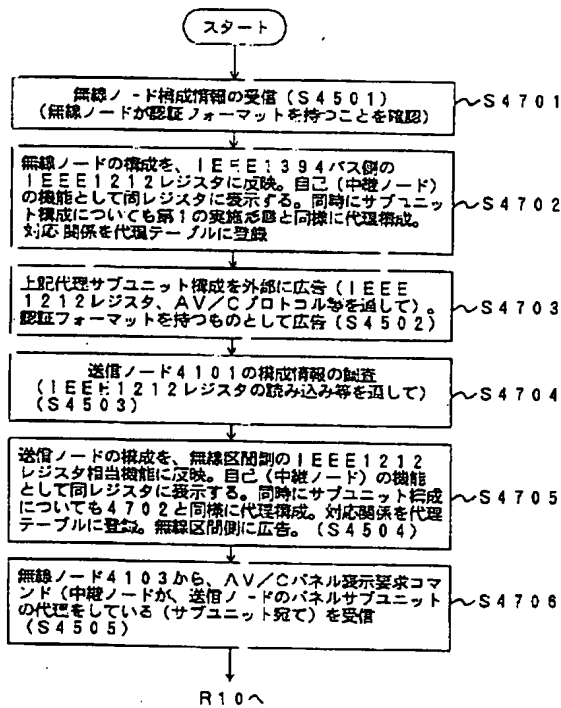 スタート
無線ノード構成情報の受信(S4501)
(無線ノードが認証フォーマットを持つことを確認)
~S4701
無線ノードの構成を、IEEE1394バス側の
IEEE1212レジスタに反映。自己(中継ノード)
の機能として同レジスタに表示する。同時にサブユニッ
ト構成についても第1の実施形態と同様に代理構成。
対応関係を代理テーブルに登録
~S4702
上記代理サブユニット構成を外部に広告(IEEE
1212レジスタ、AV/Cプロトコル等を通して)。
認証フォーマットを持つものとして広告(S4502)
~S4703
送信ノード4101の構成情報の調査
(IEEE1212レジスタの読み込み等を通して)
(S4503)
~S4704
送信ノードの構成を、無線区間側のIEEE1212
レジスタ相当機能に反映。自己(中継ノード)の機能
として同レジスタに表示する。同時にサブユニット構成
についても4702と同様に代理構成。対応関係を代理
テーブルに登録。無線区間側に広告。(S4504)
~S4705
無線ノード4103から、AV/Cパネル表示要求コマ
ンド(中継ノードが、送信ノードのパネルサブユニット
の代理をしている(サブユニット宛て)を受信
(S4505)
~S4706
R10へ